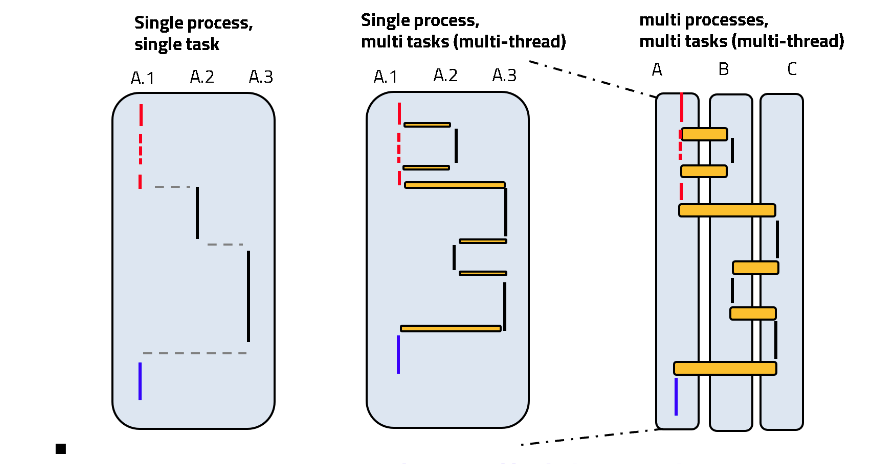 Single process,
single task
A.1 A.2 A.3
Single process,
multi tasks (multi-thread)
A.1 A.2 A.3
multi processes,
multi tasks (multi-thread)
A B C